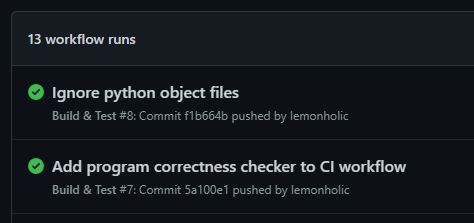 13 workflow runs
Ignore python object files
Build & Test #8: Commit f1b664b pushed by lemonholic
Add program correctness checker to CI workflow
Build & Test #7: Commit 5a100e1 pushed by lemonholic